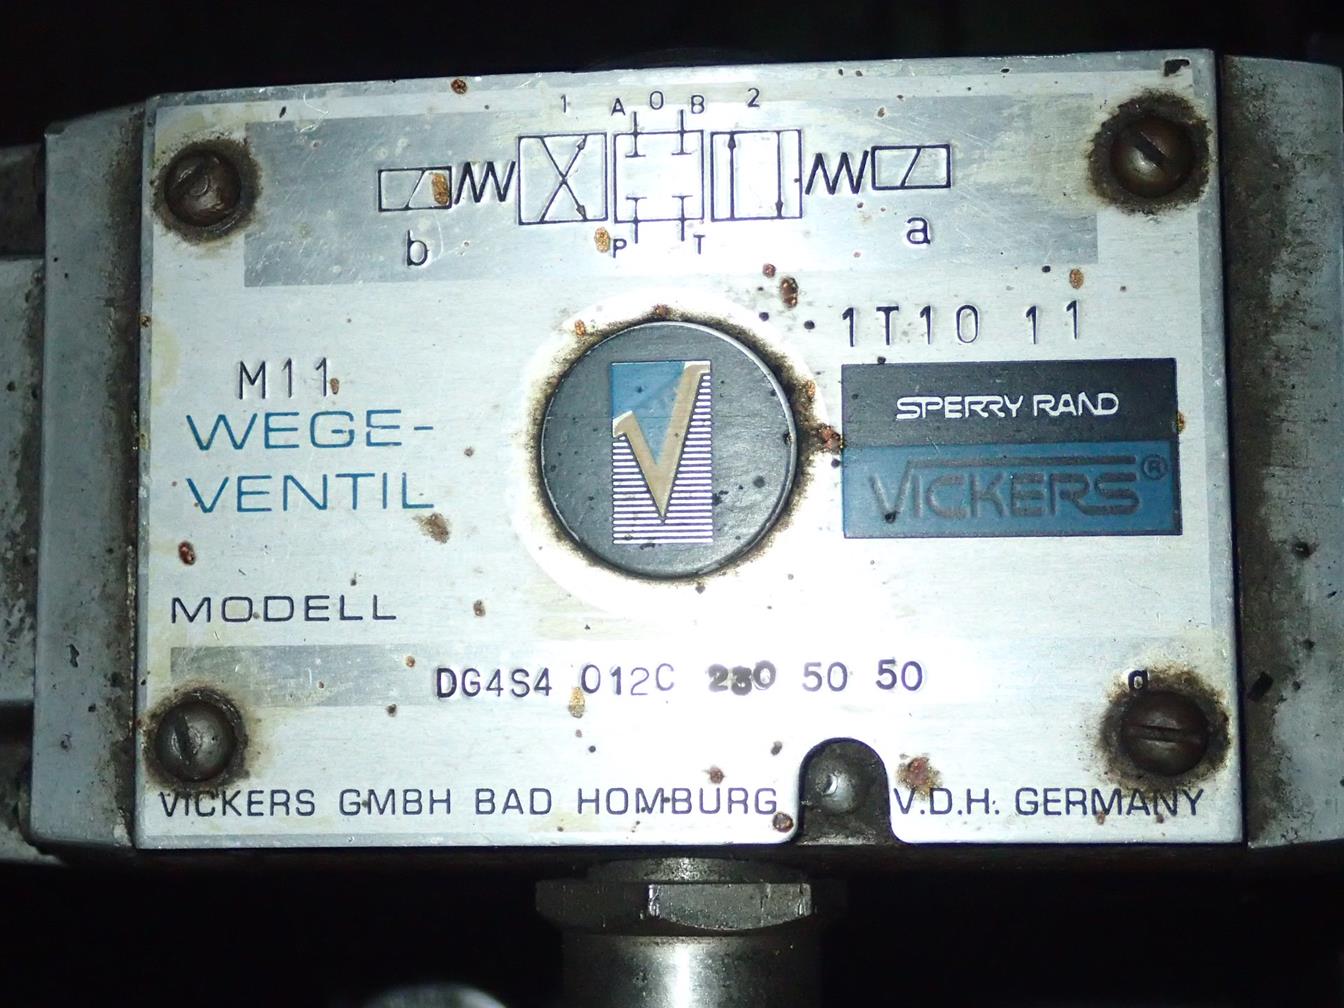 1 A O B 2
b P T a
1T10 11
M11
WEGE-
VENTIL
SPERRY RAND
VICKERS®
MODELL
DG4S4 012C 50 50
VICKERS GMBH BAD HOMBURG V.D.H. GERMANY